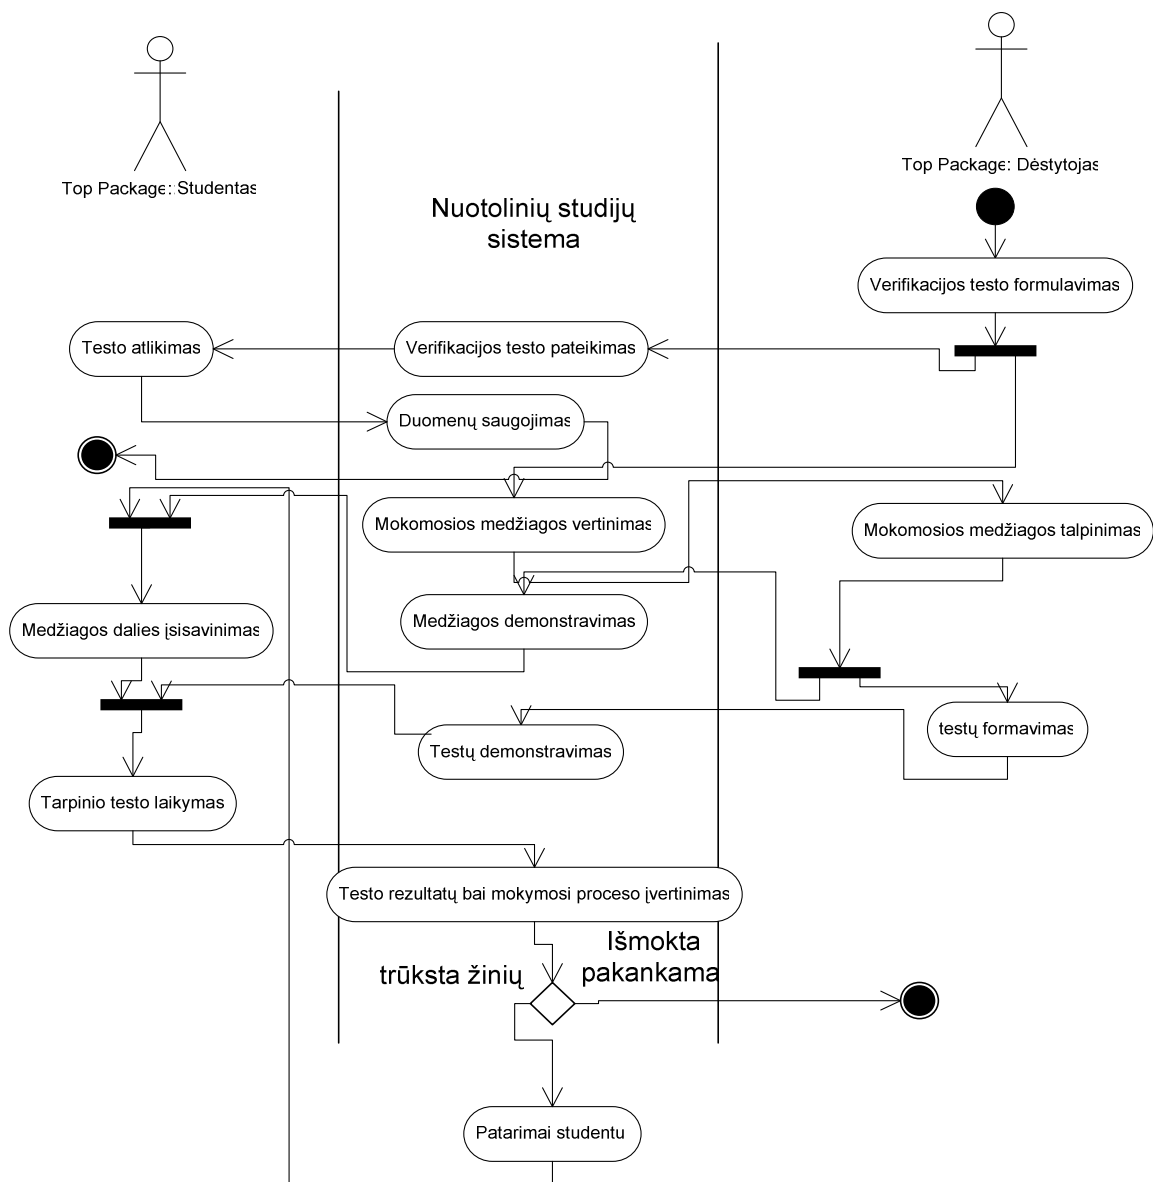 Top Package: Studentas
Top Package: Dėstytojas
Nuotolinių studijų
sistema
Verifikacijos testo formulavimas
Testo atlikimas
Verifikacijos testo pateikimas
Duomenų saugojimas
Mokomosios medžiagos vertinimas
Mokomosios medžiagos talpinimas
Medžiagos dalies įsisavinimas
Medžiagos demonstravimas
testų formavimas
Testų demonstravimas
Tarpinio testo laikymas
Testo rezultatų bai mokymosi proceso įvertinimas
Išmokta
pakankama
trūksta žinių
Patarimai studentu